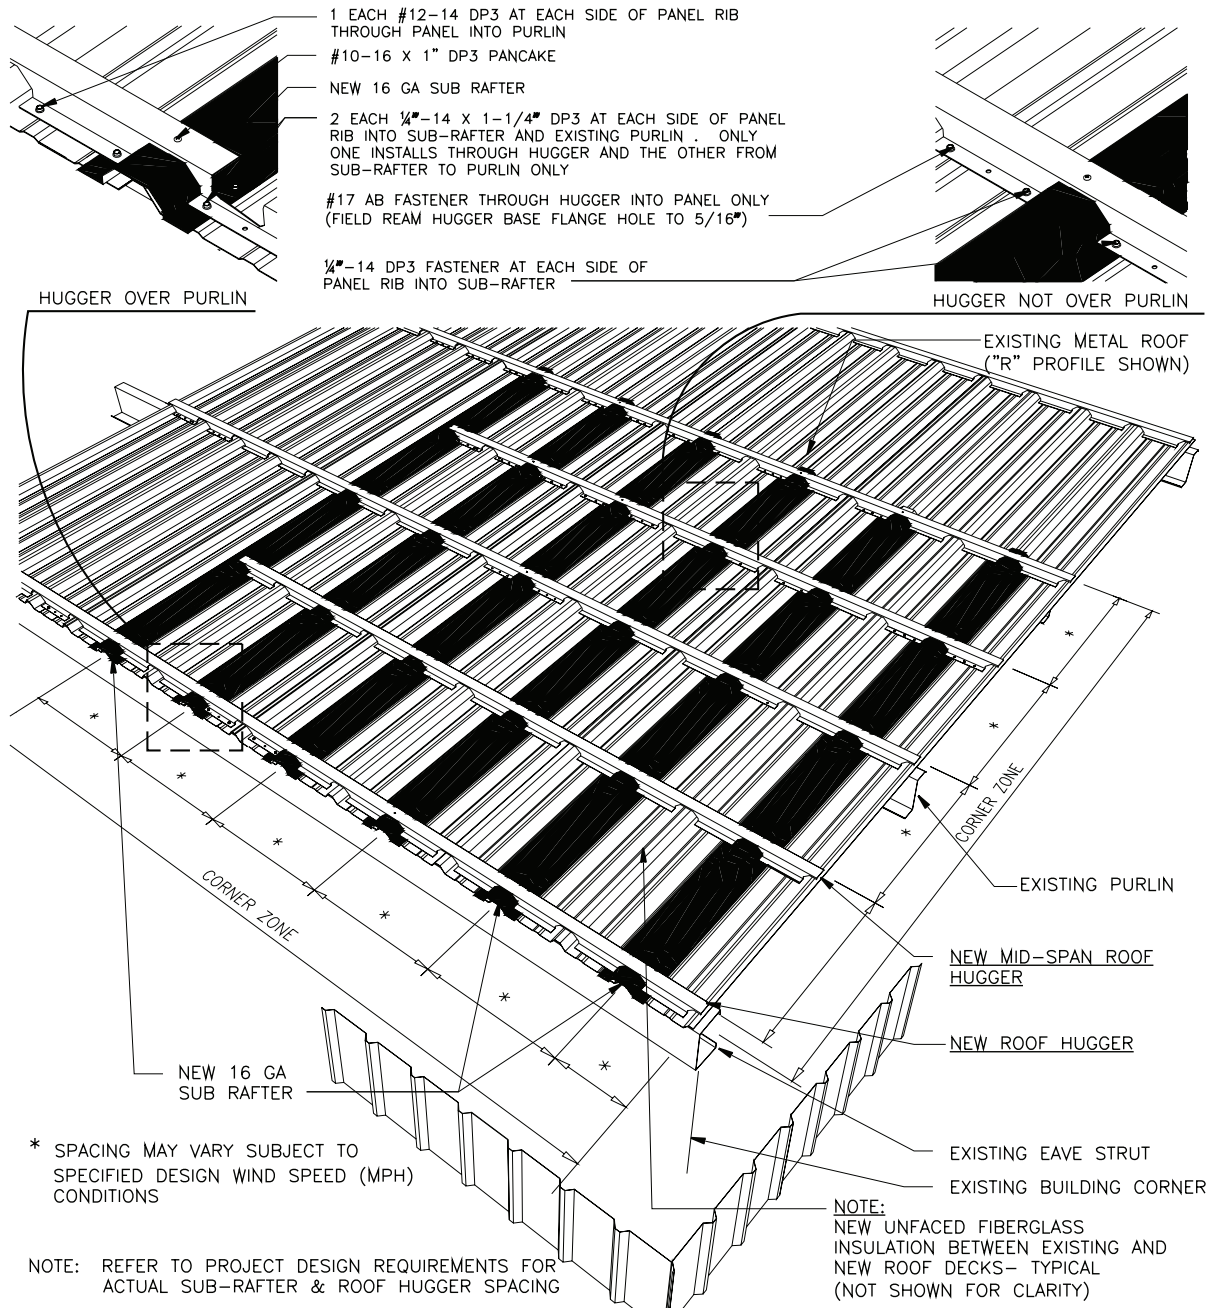 1 EACH #12-14 DP3 AT EACH SIDE OF PANEL RIB
THROUGH PANEL INTO PURLIN
#10-16 X 1" DP3 PANCAKE
NEW 16 GA SUB RAFTER
2 EACH ¼"-14 X 1-1/4" DP3 AT EACH SIDE OF PANEL
RIB INTO SUB-RAFTER AND EXISTING PURLIN . ONLY
ONE INSTALLS THROUGH HUGGER AND THE OTHER FROM
SUB-RAFTER TO PURLIN ONLY
#17 AB FASTENER THROUGH HUGGER INTO PANEL ONLY
(FIELD REAM HUGGER BASE FLANGE HOLE TO 5/16")
¼"-14 DP3 FASTENER AT EACH SIDE OF
PANEL RIB INTO SUB-RAFTER
HUGGER OVER PURLIN
HUGGER NOT OVER PURLIN
EXISTING METAL ROOF
("R" PROFILE SHOWN)
*
*
*
*
*
*
*
*
*
CORNER ZONE
CORNER ZONE
EXISTING PURLIN
NEW MID-SPAN ROOF
HUGGER
NEW ROOF HUGGER
NEW 16 GA
SUB RAFTER
* SPACING MAY VARY SUBJECT TO
SPECIFIED DESIGN WIND SPEED (MPH)
CONDITIONS
EXISTING EAVE STRUT
EXISTING BUILDING CORNER
NOTE:
NEW UNFACED FIBERGLASS
INSULATION BETWEEN EXISTING AND
NEW ROOF DECKS- TYPICAL
(NOT SHOWN FOR CLARITY)
NOTE: REFER TO PROJECT DESIGN REQUIREMENTS FOR
ACTUAL SUB-RAFTER & ROOF HUGGER SPACING